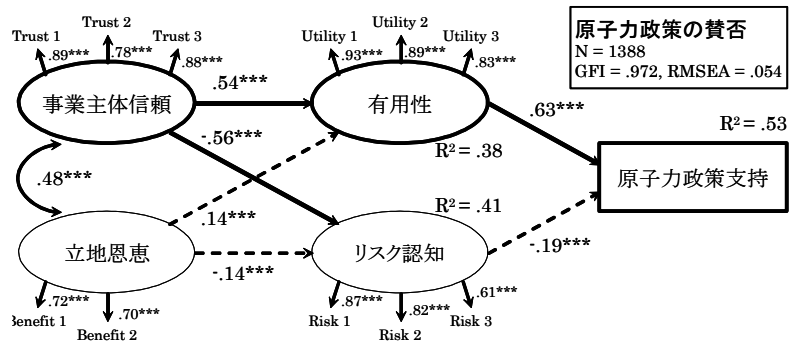 原子力政策の賛否
N = 1388
GFI = .972, RMSEA = .054
Trust 1
Trust 2
Trust 3
.89***
.78***
.88***
事業主体信頼
Utility 1
Utility 2
Utility 3
.93***
.89***
.83***
有用性
R² = .38
.54***
-.56***
.63***
R² = .53
原子力政策支持
.48***
.14***
-.14***
-.19***
R² = .41
立地恩恵
.72***
.70***
Benefit 1
Benefit 2
リスク認知
.87***
.82***
.61***
Risk 1
Risk 2
Risk 3